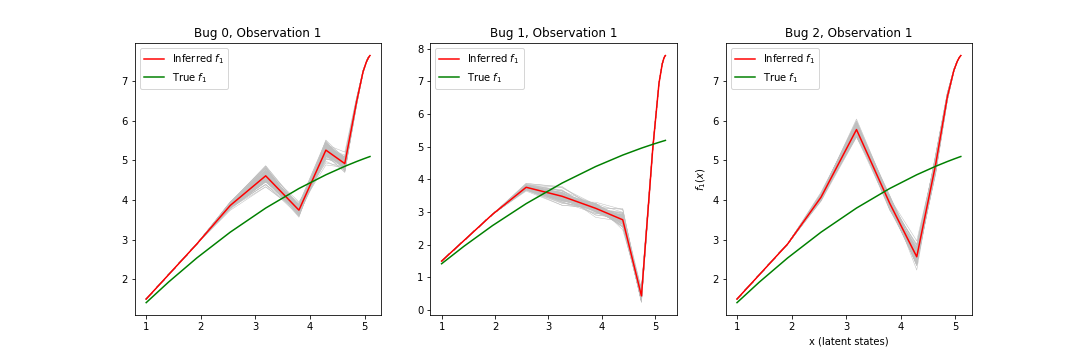 Bug 0, Observation 1
Inferred f₁
True f₁
7
6
5
4
3
2
1 2 3 4 5
Bug 1, Observation 1
Inferred f₁
True f₁
8
7
6
5
4
3
2
1
0
1 2 3 4 5
Bug 2, Observation 1
Inferred f₁
True f₁
f₁(x)
7
6
5
4
3
2
1 2 3 4 5
x (latent states)